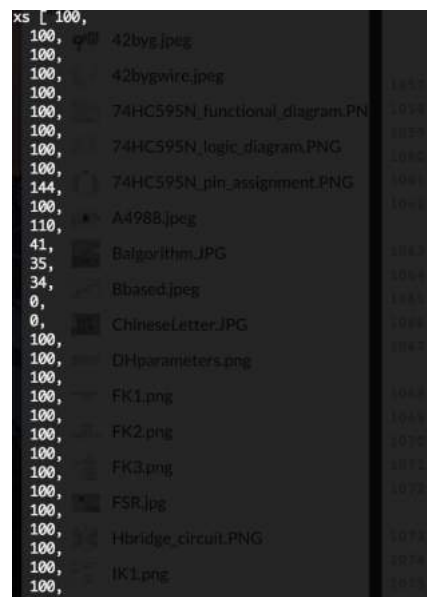 xs [ 100,
100,
100,
100,
100,
100,
100,
100,
100,
144,
100,
110,
41,
35,
34,
0,
0,
100,
100,
100,
100,
100,
100,
100,
100,
100,
100,
100,
100,
100,
100,
42byg.jpeg
42bygwire.jpeg
74HC595N_functional_diagram.PN
74HC595N_logic_diagram.PNG
74HC595N_pin_assignment.PNG
A4988.jpeg
Balgorithm.JPG
Bbased.jpeg
ChineseLetter.JPG
DHparameters.png
FK1.png
FK2.png
FK3.png
FSR.jpg
Hbridge_circuit.PNG
IK1.png